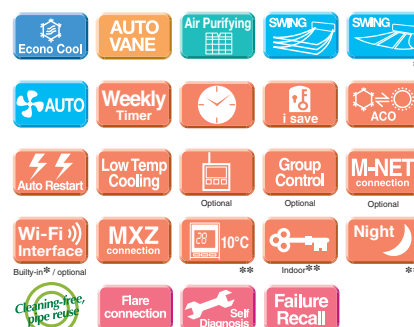 Econo Cool
AUTO
VANE
Air Purifying
SWING
SWING
AUTO
Weekly
Timer
i save
ACO
Auto Restart
Low Temp
Cooling
Optional
Group
Control
Optional
M-NET
connection
Optional
Wi-Fi
Interface
Builty-in* / optional
MXZ
connection
28
10°C
**
Indoor**
Night
**
Cleaning-free,
pipe reuse
Flare
connection
Self
Diagnosis
Failure
Recall